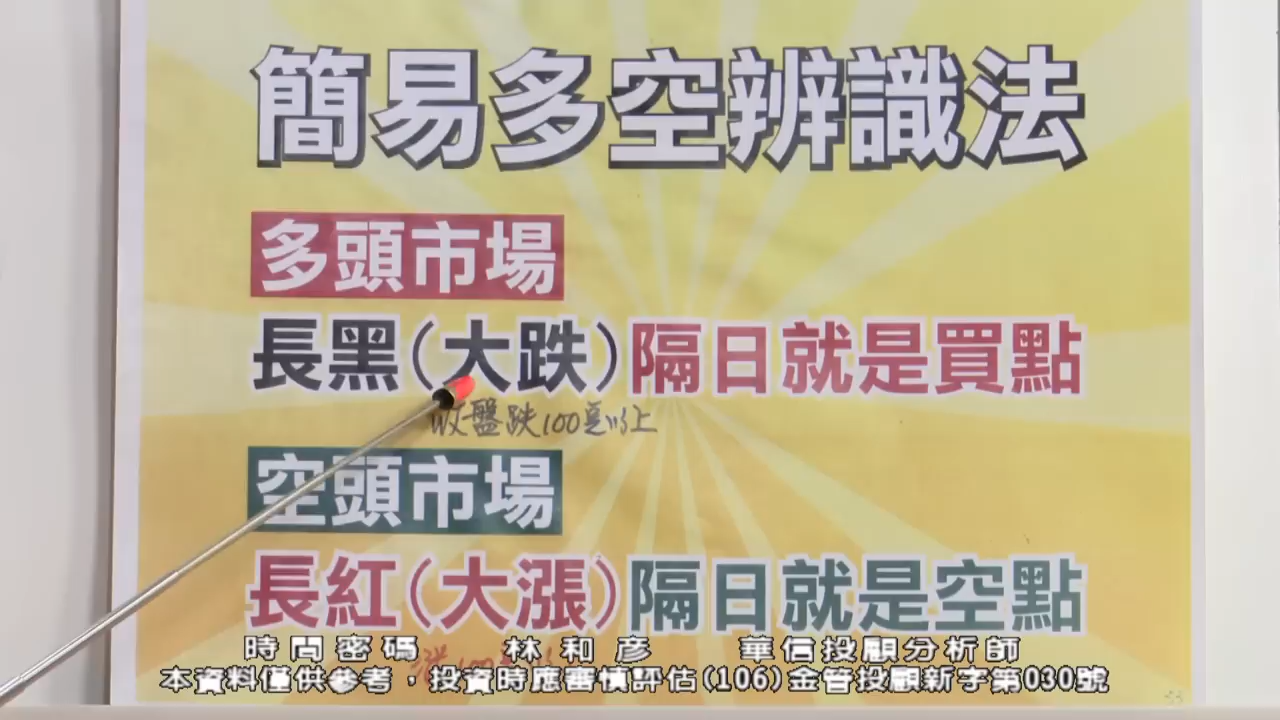 簡易多空辨識法
多頭市場
長黑(大跌)隔日就是買點
收盤跌100點以上
空頭市場
長紅(大漲)隔日就是空點
時間密碼 林和彥 華信投顧分析師
本資料僅供參考，投資時應審慎評估(106)金管投顧新字第030號